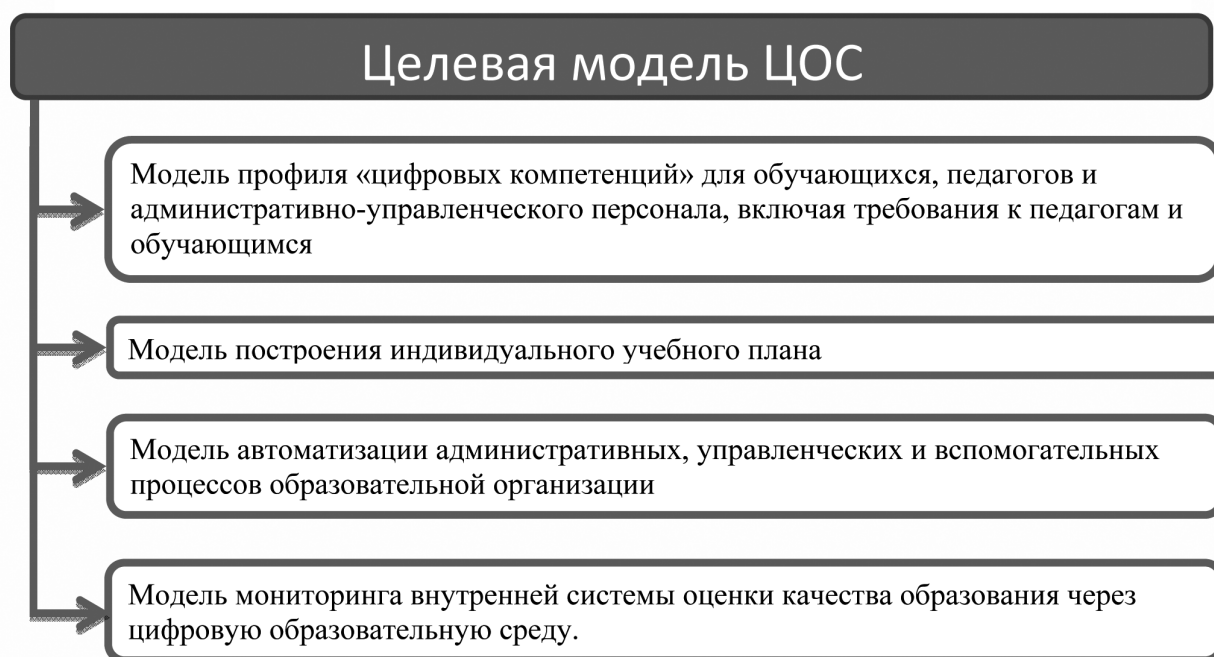 Целевая модель ЦОС
Модель профиля «цифровых компетенций» для обучающихся, педагогов и
административно-управленческого персонала, включая требования к педагогам и
обучающимся
Модель построения индивидуального учебного плана
Модель автоматизации административных, управленческих и вспомогательных
процессов образовательной организации
Модель мониторинга внутренней системы оценки качества образования через
цифровую образовательную среду.